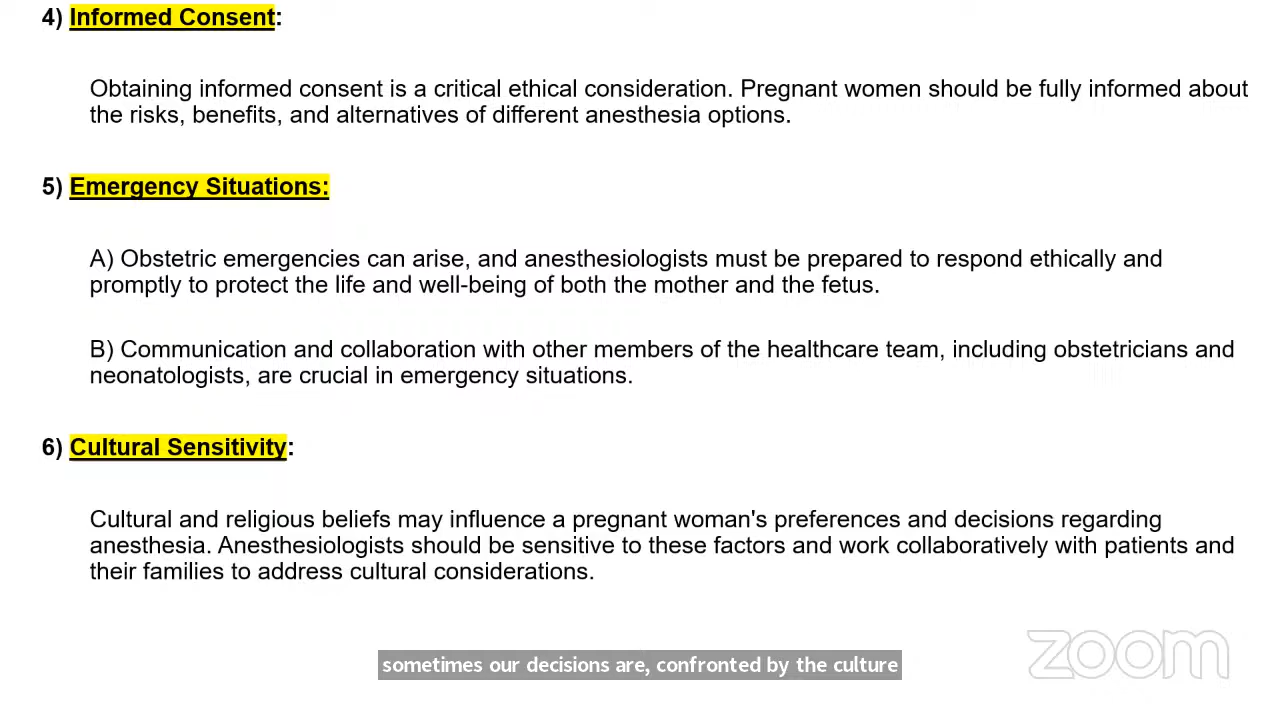 4) Informed Consent:
Obtaining informed consent is a critical ethical consideration. Pregnant women should be fully informed about
the risks, benefits, and alternatives of different anesthesia options.
5) Emergency Situations:
A) Obstetric emergencies can arise, and anesthesiologists must be prepared to respond ethically and
promptly to protect the life and well-being of both the mother and the fetus.
B) Communication and collaboration with other members of the healthcare team, including obstetricians and
neonatologists, are crucial in emergency situations.
6) Cultural Sensitivity:
Cultural and religious beliefs may influence a pregnant woman's preferences and decisions regarding
anesthesia. Anesthesiologists should be sensitive to these factors and work collaboratively with patients and
their families to address cultural considerations.
zoom
sometimes our decisions are, confronted by the culture